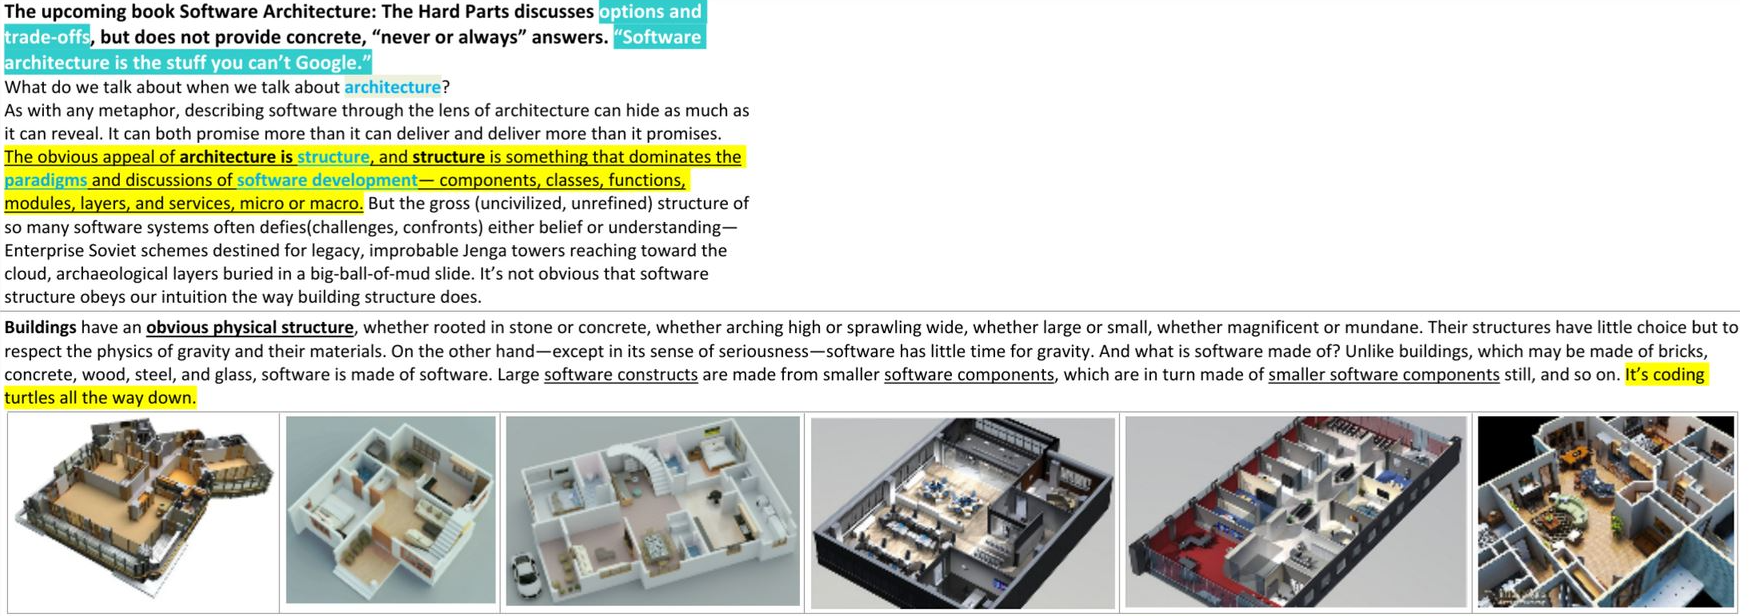 The upcoming book Software Architecture: The Hard Parts discusses options and
trade-offs, but does not provide concrete, “never or always” answers. “Software
architecture is the stuff you can’t Google.”
What do we talk about when we talk about architecture?
As with any metaphor, describing software through the lens of architecture can hide as much as
it can reveal. It can both promise more than it can deliver and deliver more than it promises.
The obvious appeal of architecture is structure, and structure is something that dominates the
paradigms and discussions of software development— components, classes, functions,
modules, layers, and services, micro or macro. But the gross (uncivilized, unrefined) structure of
so many software systems often defies(challenges, confronts) either belief or understanding—
Enterprise Soviet schemes destined for legacy, improbable Jenga towers reaching toward the
cloud, archaeological layers buried in a big-ball-of-mud slide. It’s not obvious that software
structure obeys our intuition the way building structure does.
Buildings have an obvious physical structure, whether rooted in stone or concrete, whether arching high or sprawling wide, whether large or small, whether magnificent or mundane. Their structures have little choice but to
respect the physics of gravity and their materials. On the other hand—except in its sense of seriousness—software has little time for gravity. And what is software made of? Unlike buildings, which may be made of bricks,
concrete, wood, steel, and glass, software is made of software. Large software constructs are made from smaller software components, which are in turn made of smaller software components still, and so on. It’s coding
turtles all the way down.